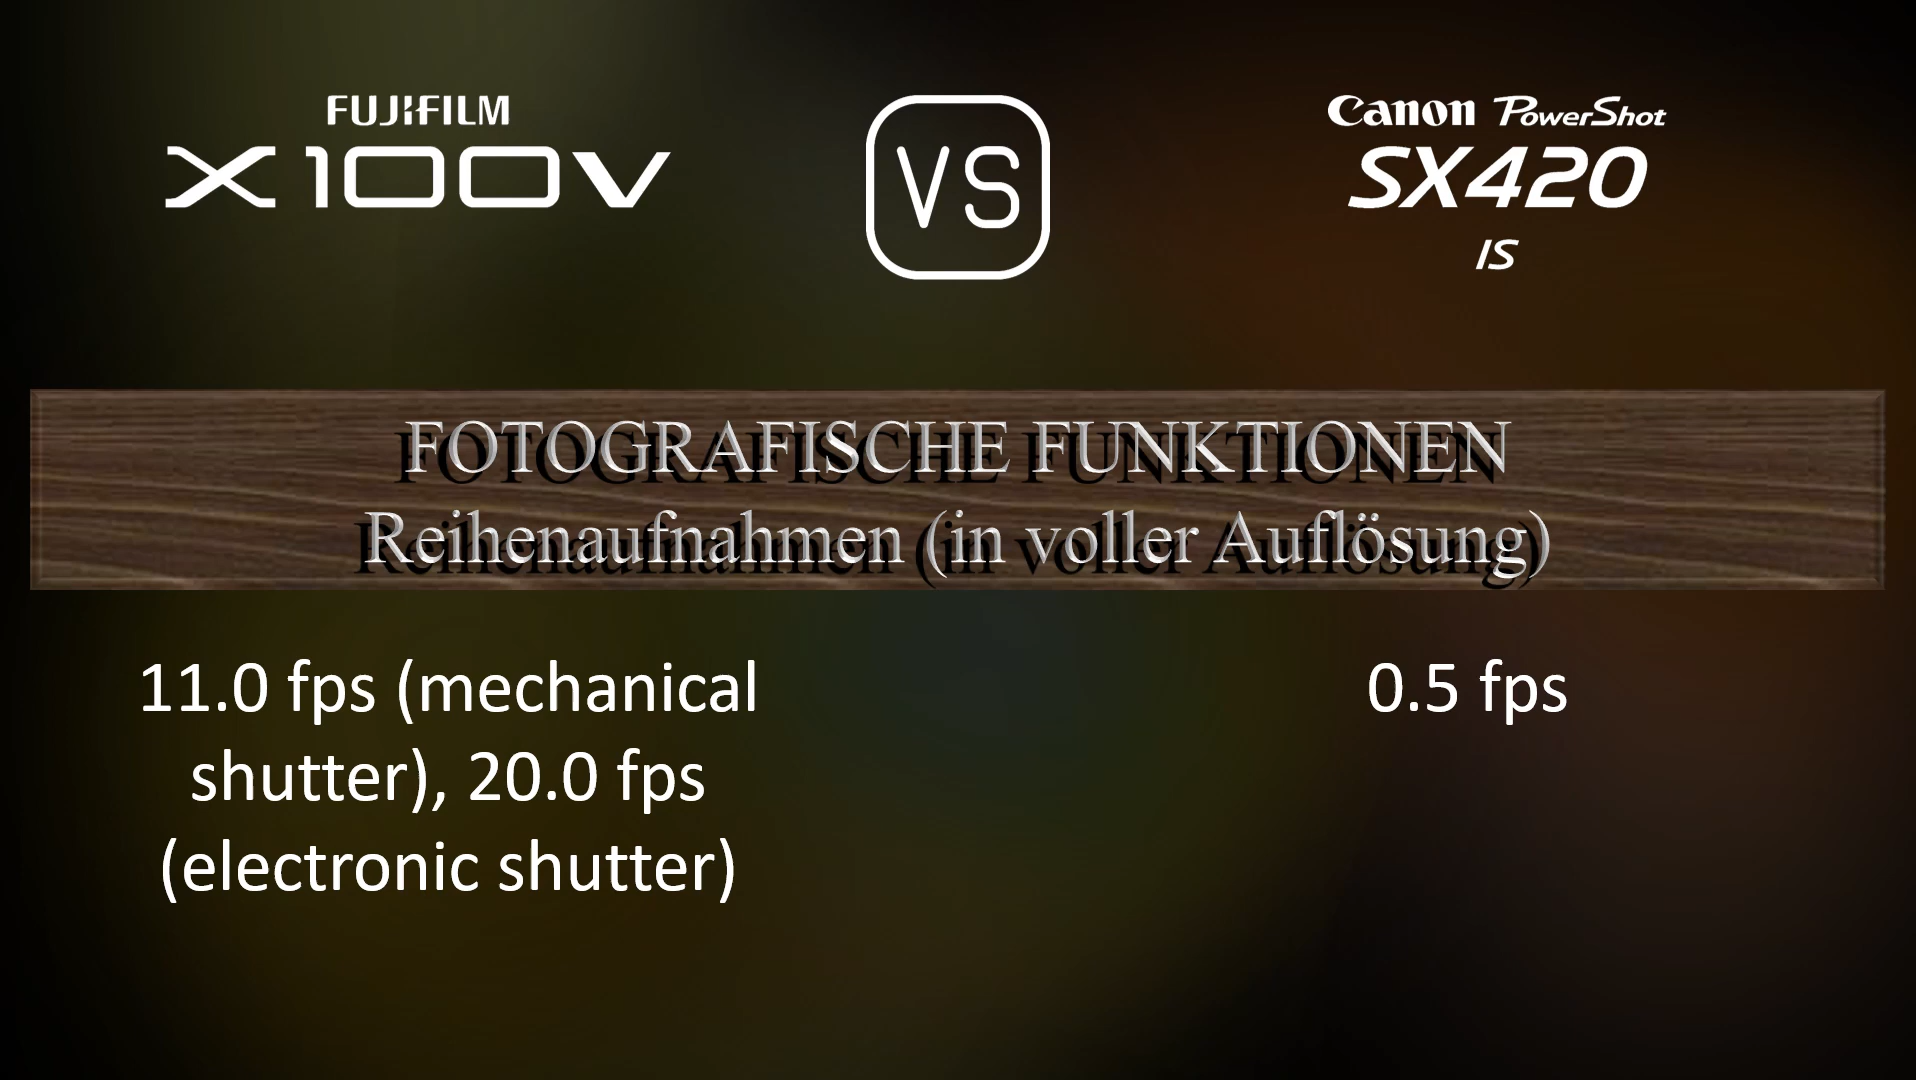 FUJIFILM
X100V
VS
Canon PowerShot
SX420
IS
FOTOGRAFISCHE FUNKTIONEN
Reihenaufnahmen (in voller Auflösung)
11.0 fps (mechanical
shutter), 20.0 fps
(electronic shutter)
0.5 fps